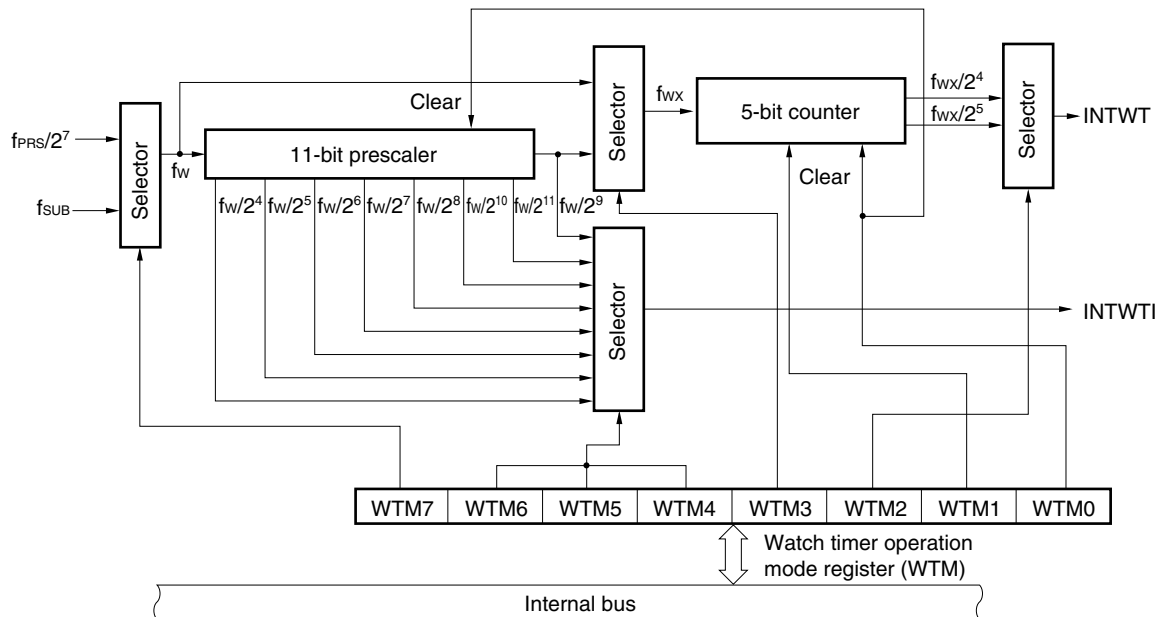 fPRS/2⁷
fSUB
Selector
fW
Clear
11-bit prescaler
fW/2⁴
fW/2⁵
fW/2⁶
fW/2⁷
fW/2⁸
fW/2¹⁰
fW/2¹¹
fW/2⁹
Selector
fWX
5-bit counter
Clear
fWX/2⁴
fWX/2⁵
Selector
INTWT
Selector
INTWTI
WTM7 WTM6 WTM5 WTM4 WTM3 WTM2 WTM1 WTM0
Watch timer operation
mode register (WTM)
Internal bus